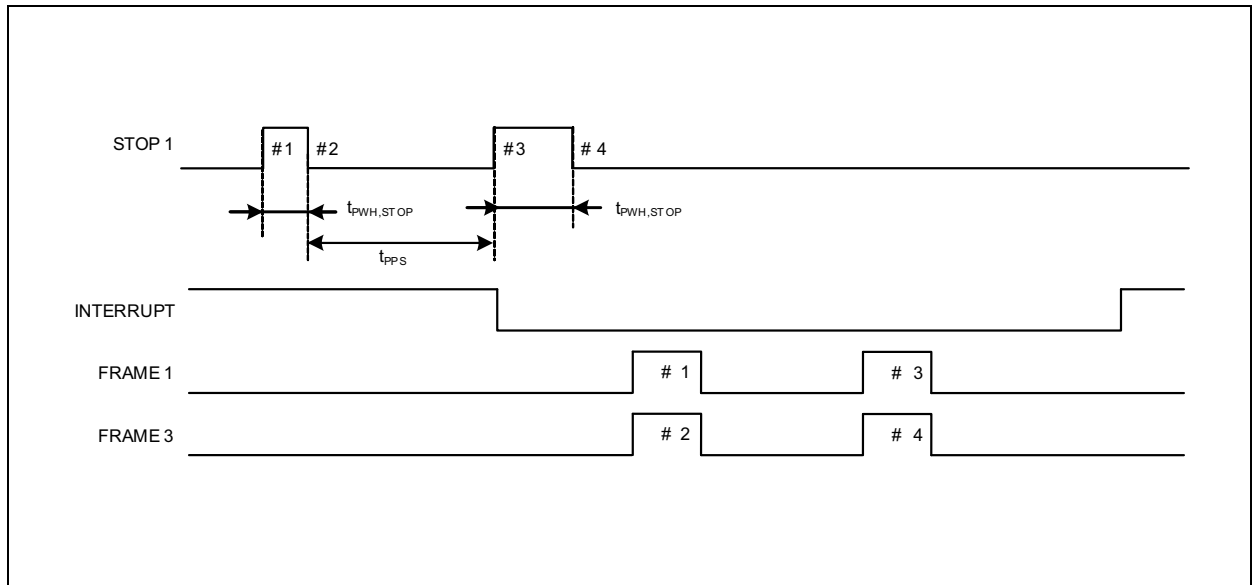 STOP 1
#1
#2
#3
# 4
tPWH,STOP
tPWH,STOP
tPPS
INTERRUPT
FRAME 1
# 1
# 3
FRAME 3
# 2
# 4